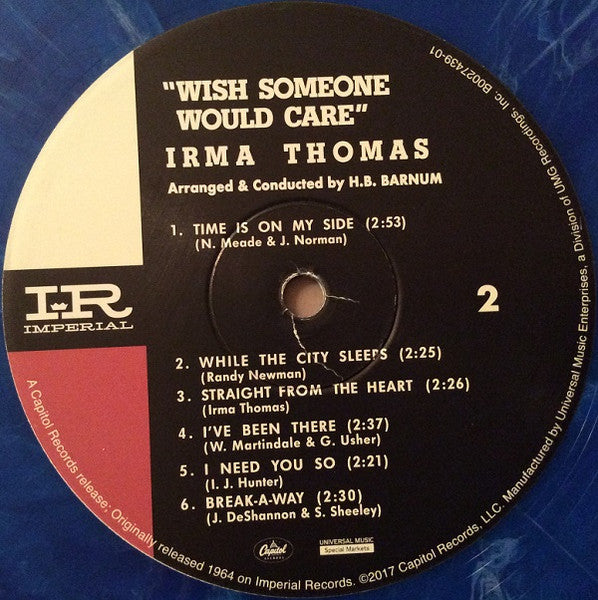 "WISH SOMEONE
WOULD CARE"
IRMA THOMAS
Arranged & Conducted by H.B. BARNUM
1. TIME IS ON MY SIDE (2:53)
(N. Meade & J. Norman)
I-R
IMPERIAL
2
2. WHILE THE CITY SLEEPS (2:25)
(Randy Newman)
3. STRAIGHT FROM THE HEART (2:26)
(Irma Thomas)
4. I'VE BEEN THERE (2:37)
(W. Martindale & G. Usher)
5. I NEED YOU SO (2:21)
(I. J. Hunter)
6. BREAK-A-WAY (2:30)
(J. DeShannon & S. Sheeley)
Capitol
RECORDS
UNIVERSAL MUSIC
Special Markets
A Capitol Records release; Originally released 1964 on Imperial Records. ©2017 Capitol Records, LLC. Manufactured by Universal Music Enterprises, a Division of UMG Recordings, Inc. B0027439-01